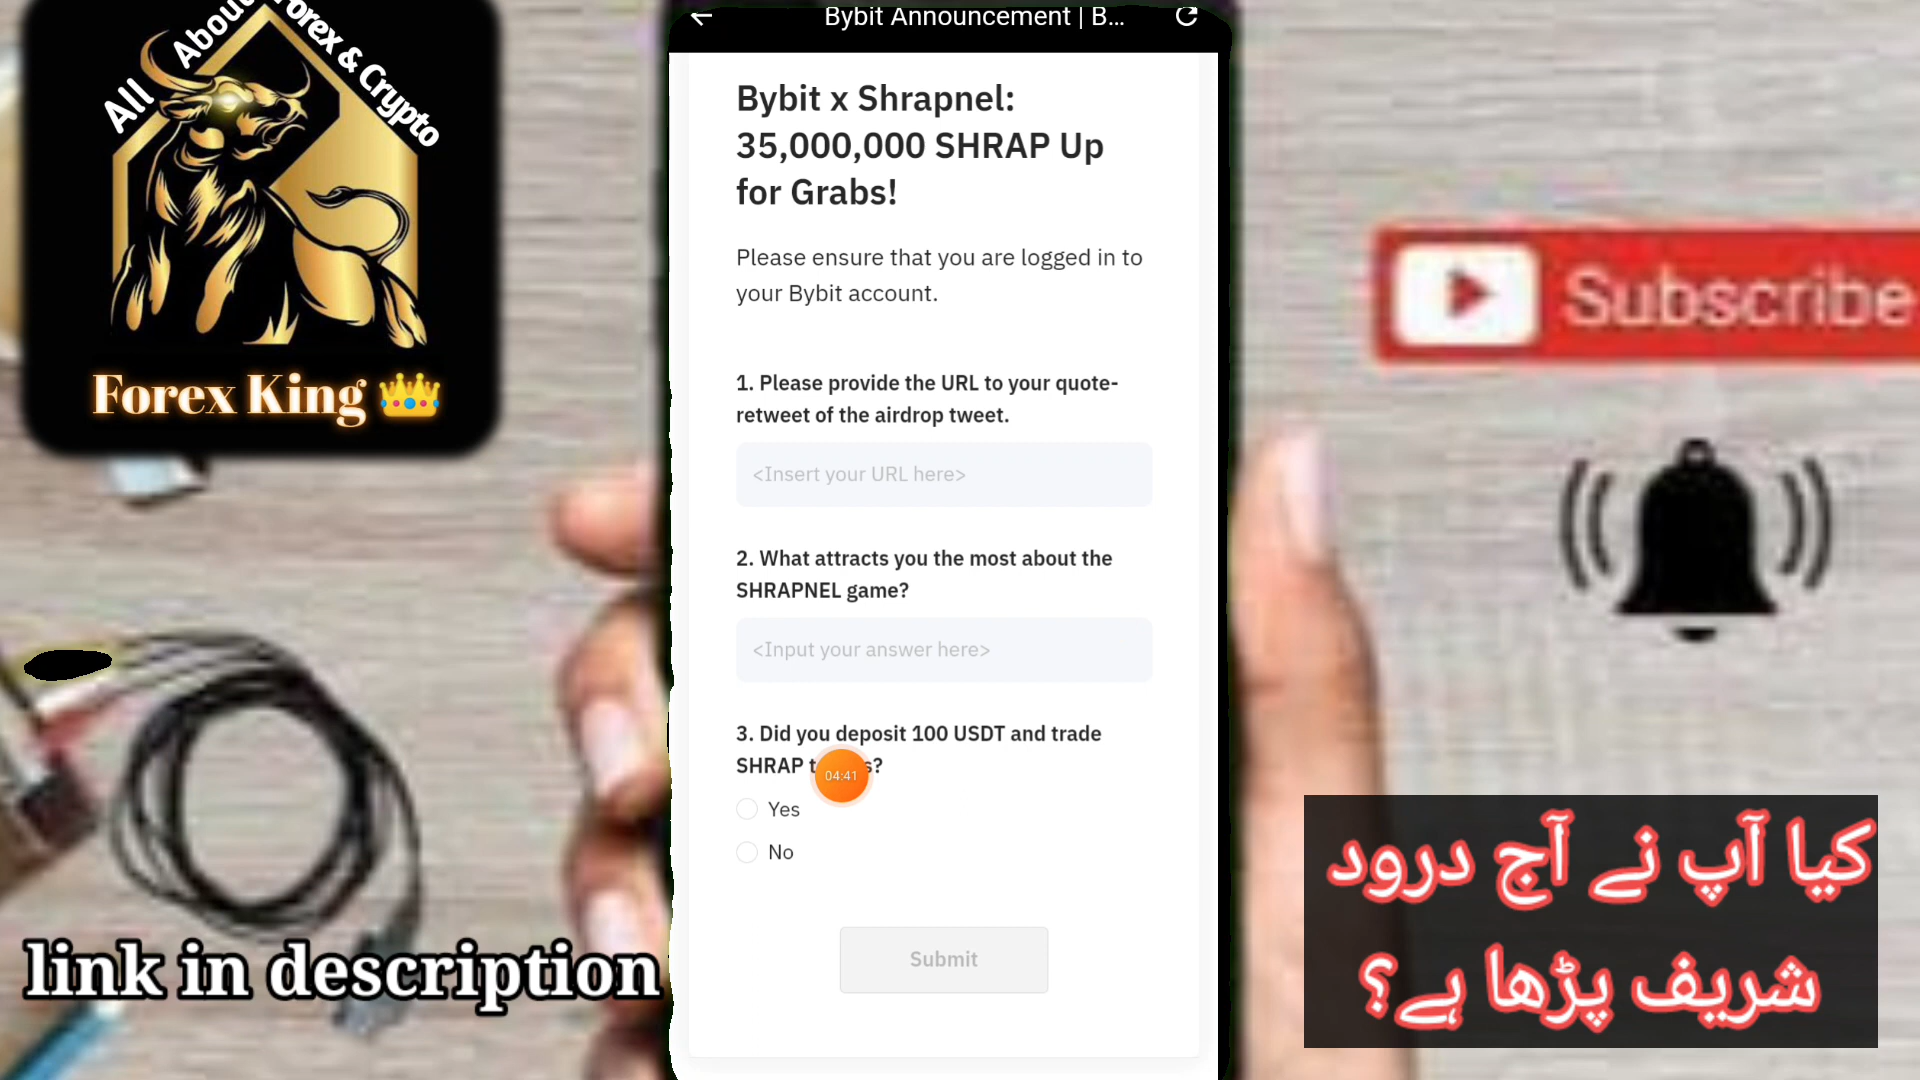 All About Forex & Crypto
Forex King
Bybit Announcement | B...
Bybit x Shrapnel:
35,000,000 SHRAP Up
for Grabs!
Please ensure that you are logged in to
your Bybit account.
1. Please provide the URL to your quote-
retweet of the airdrop tweet.
<Insert your URL here>
2. What attracts you the most about the
SHRAPNEL game?
<Input your answer here>
3. Did you deposit 100 USDT and trade
SHRAP
04:41
Yes
No
Submit
Subscribe
link in description
کیا آپ نے آج درود
شریف پڑھا ہے؟